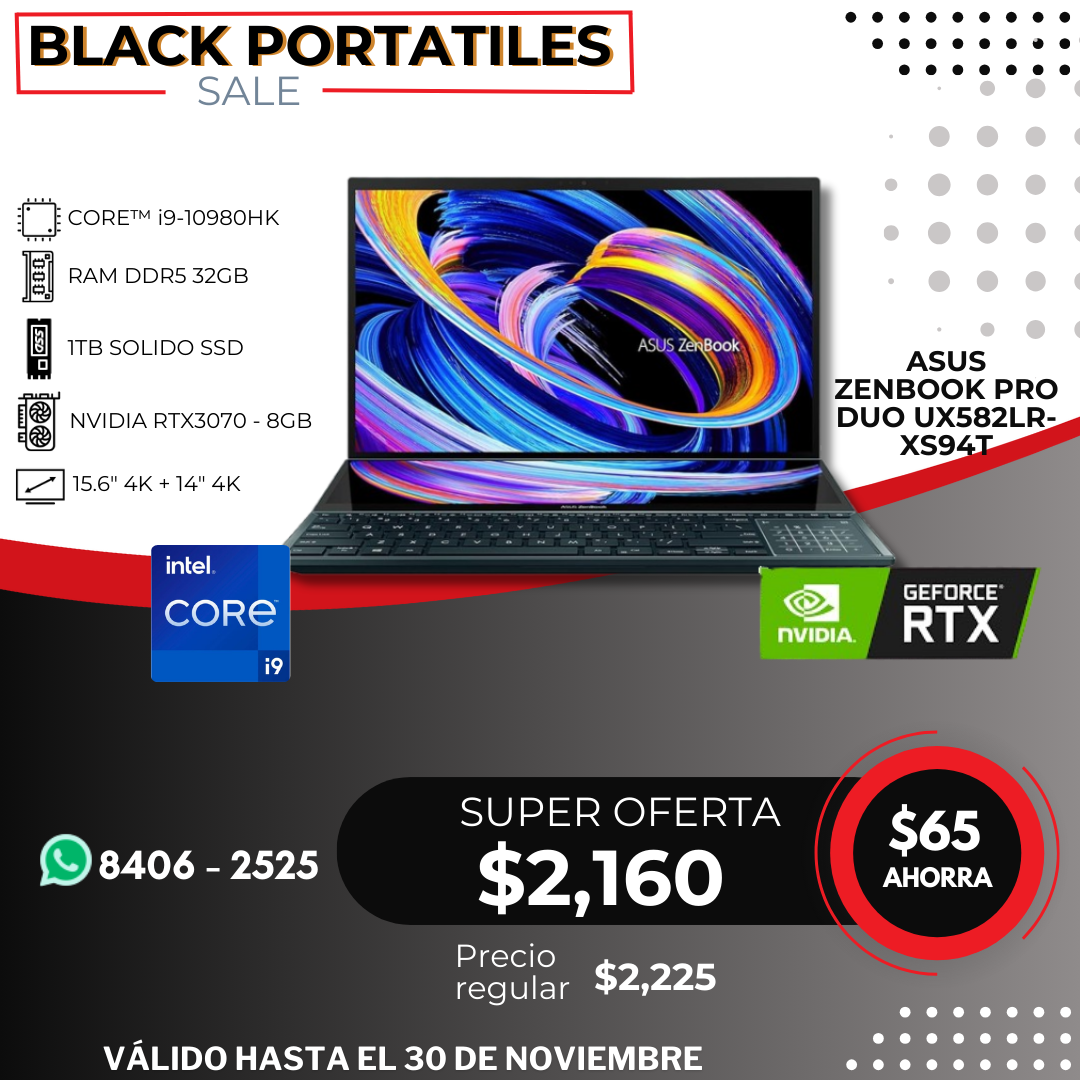 BLACK PORTATILES
SALE
CORE™ i9-10980HK
RAM DDR5 32GB
SSD
1TB SOLIDO SSD
NVIDIA RTX3070 - 8GB
15.6" 4K + 14" 4K
ASUS ZenBook
ASUS
ZENBOOK PRO
DUO UX582LR-
XS94T
intel.
CORE™
i9
NVIDIA.
GEFORCE®
RTX
SUPER OFERTA
$2,160
$65
AHORRA
8406 - 2525
Precio
regular
$2,225
VÁLIDO HASTA EL 30 DE NOVIEMBRE